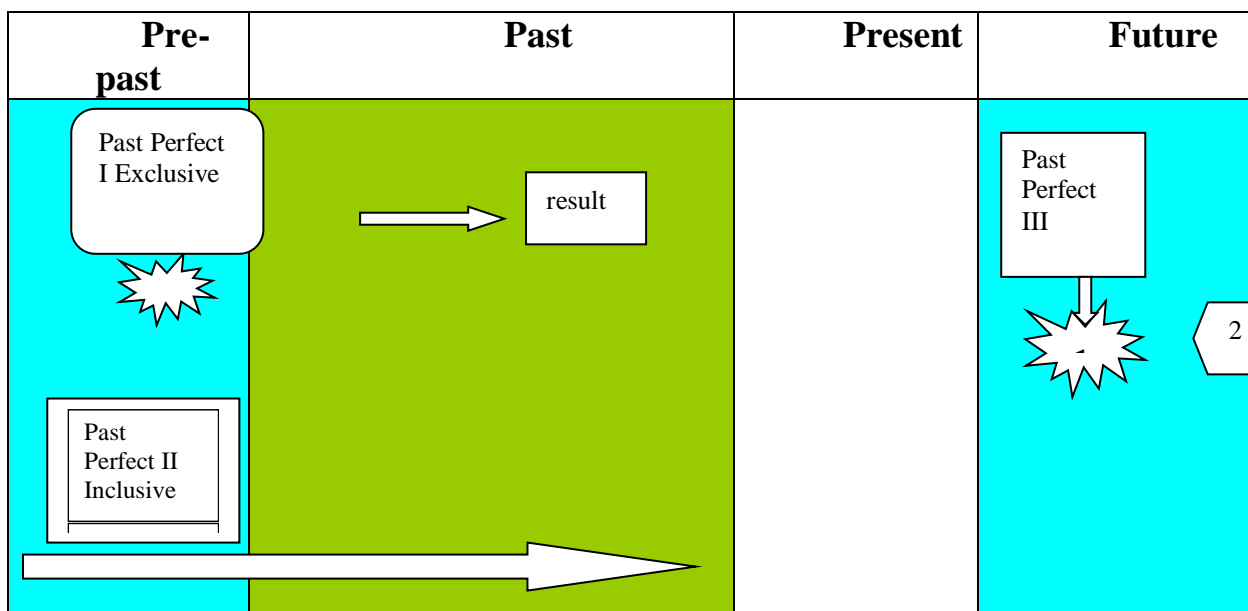 Pre-
past
Past
Present
Future
Past Perfect
I Exclusive
result
Past
Perfect
III
2
Past
Perfect II
Inclusive